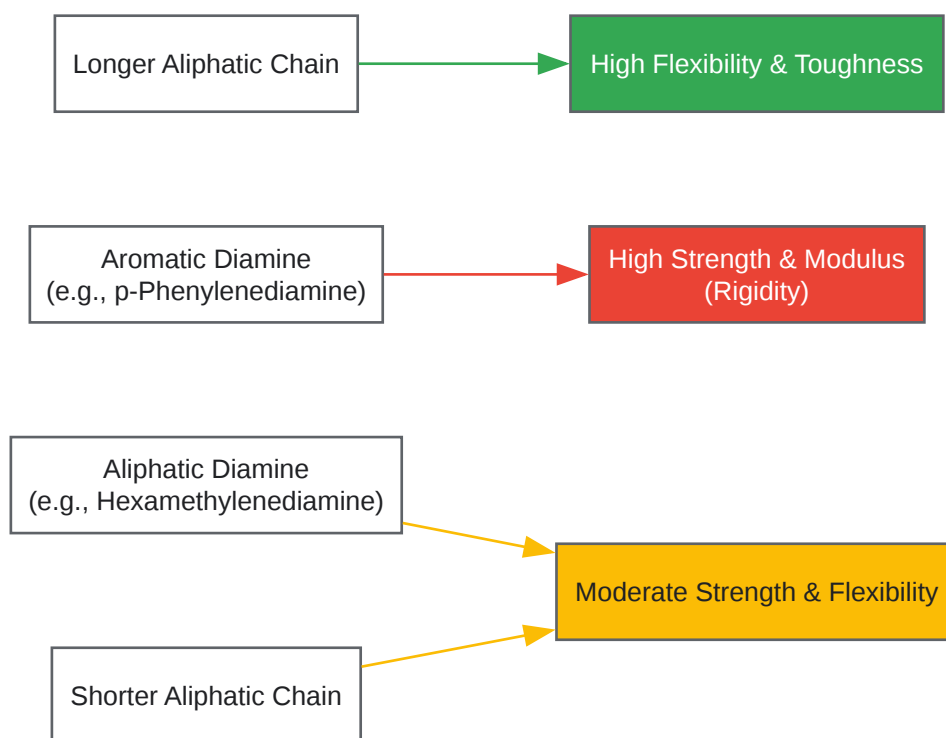 Longer Aliphatic Chain
High Flexibility & Toughness
Aromatic Diamine
(e.g., p-Phenylenediamine)
High Strength & Modulus
(Rigidity)
Aliphatic Diamine
(e.g., Hexamethylenediamine)
Moderate Strength & Flexibility
Shorter Aliphatic Chain